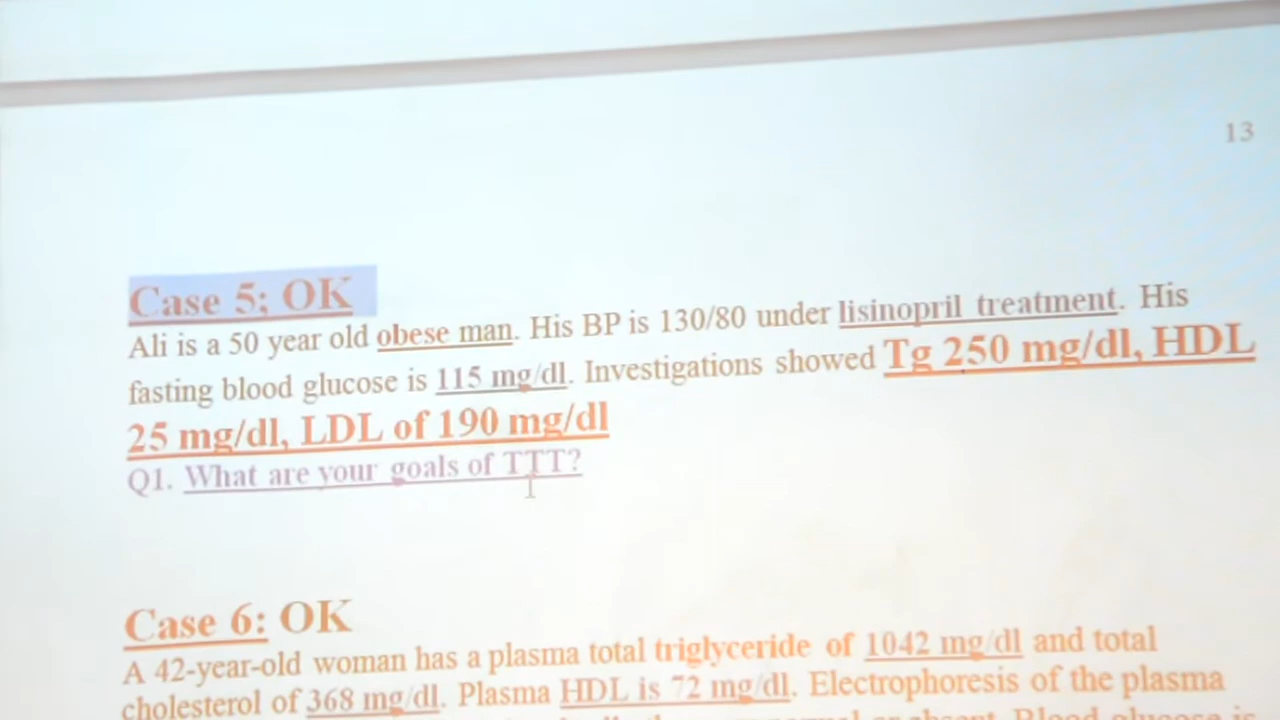 13
Case 5; OK
Ali is a 50 year old obese man. His BP is 130/80 under lisinopril treatment. His
fasting blood glucose is 115 mg/dl. Investigations showed Tg 250 mg/dl, HDL
25 mg/dl, LDL of 190 mg/dl
Q1. What are your goals of TTT?
Case 6: OK
A 42-year-old woman has a plasma total triglyceride of 1042 mg/dl and total
cholesterol of 368 mg/dl. Plasma HDL is 72 mg/dl. Electrophoresis of the plasma